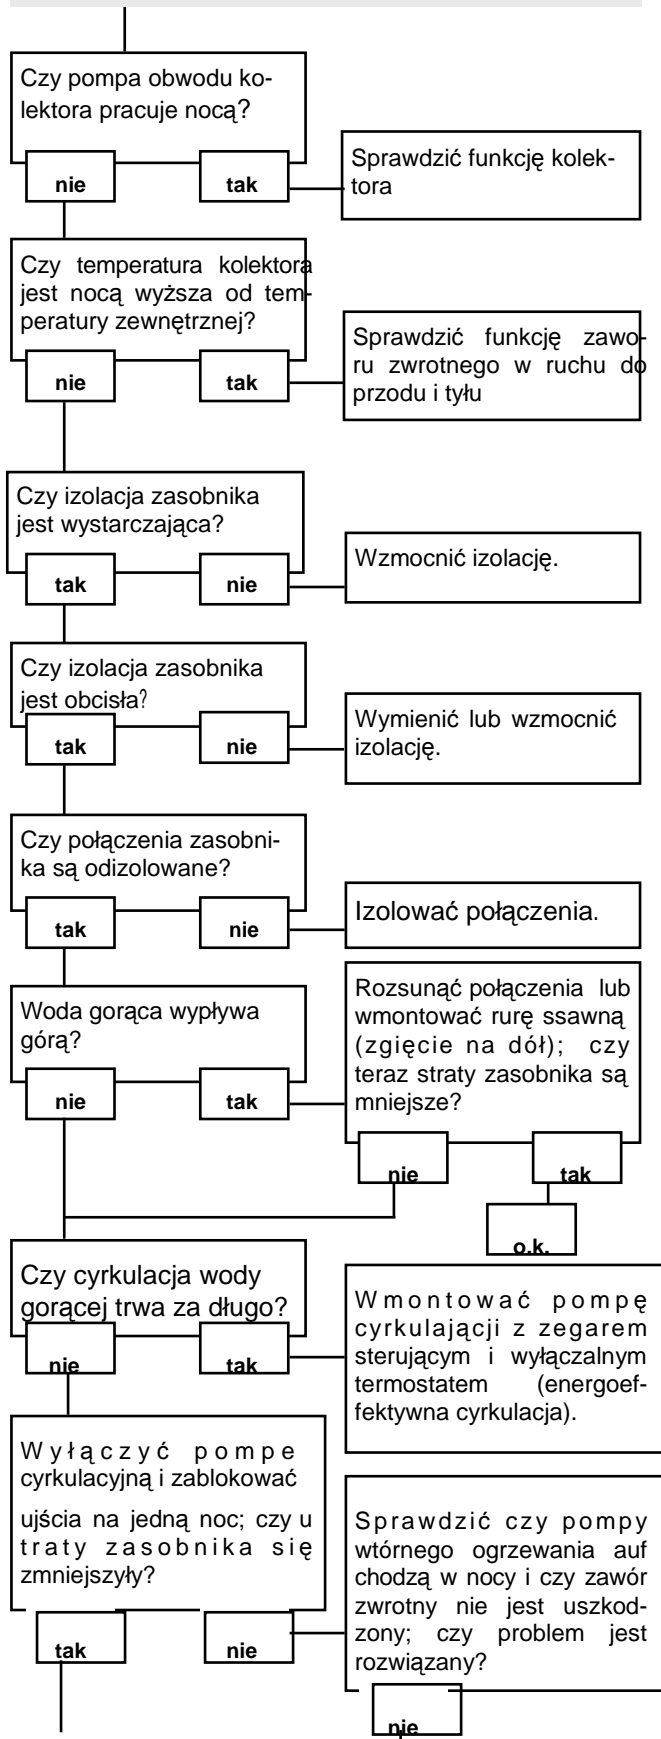 Czy pompa obwodu ko-
lektora pracuje nocą?
nie
tak
Sprawdzić funkcję kolek-
tora
Czy temperatura kolektora
jest nocą wyższa od tem-
peratury zewnętrznej?
nie
tak
Sprawdzić funkcję zawo-
ru zwrotnego w ruchu do
przodu i tyłu
Czy izolacja zasobnika
jest wystarczająca?
tak
nie
Wzmocnić izolację.
Czy izolacja zasobnika
jest obcisła?
tak
nie
Wymienić lub wzmocnić
izolację.
Czy połączenia zasobni-
ka są odizolowane?
tak
nie
Izolować połączenia.
Woda gorąca wypływa
górą?
nie
tak
Rozsunąć połączenia lub
wmontować rurę ssawną
(zgięcie na dół); czy
teraz straty zasobnika są
mniejsze?
nie
tak
o.k.
Czy cyrkulacja wody
gorącej trwa za długo?
nie
tak
Wmontować pompę
cyrkulającji z zegarem
sterującym i wyłączalnym
termostatem (energoef-
fektywna cyrkulacja).
Wyłączyć pompe
cyrkulacyjną i zablokować
ujścia na jedną noc; czy u
traty zasobnika się
zmniejszyły?
tak
nie
Sprawdzić czy pompy
wtórnego ogrzewania auf
chodzą w nocy i czy zawór
zwrotny nie jest uszkod-
zony; czy problem jest
rozwiązany?
nie